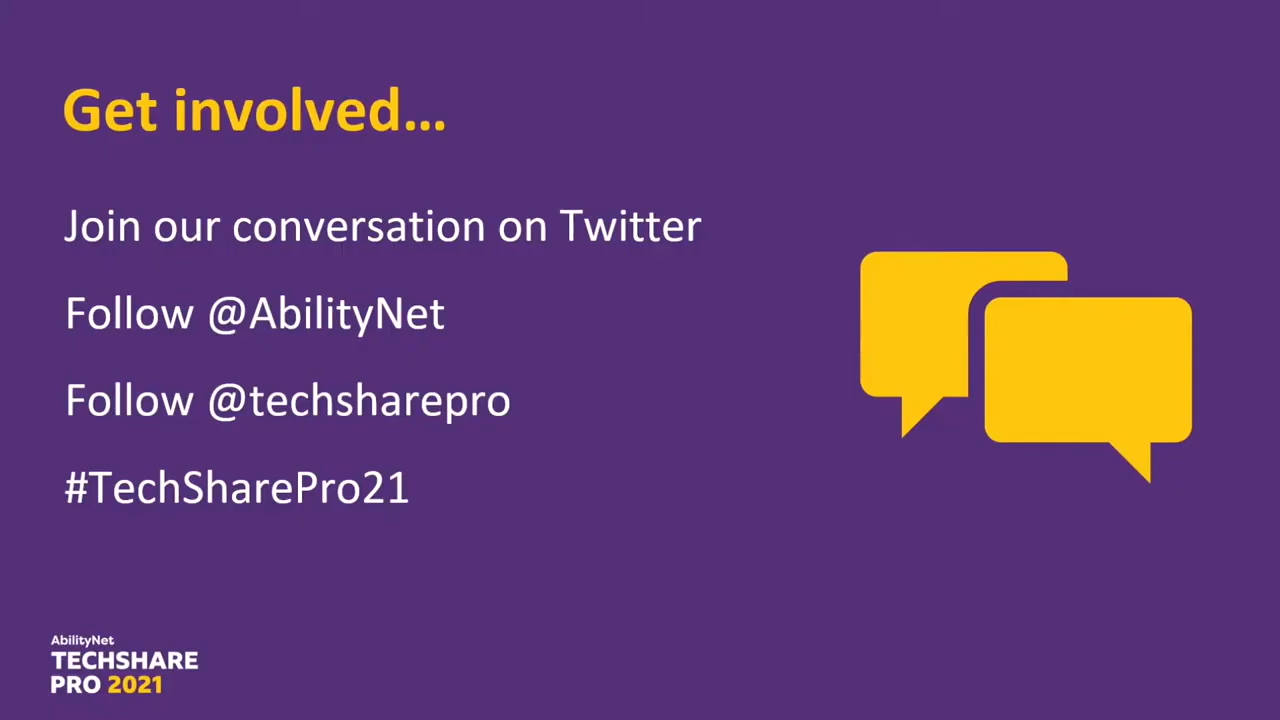 Get involved...
Join our conversation on Twitter
Follow @AbilityNet
Follow @techsharepro
#TechSharePro21
AbilityNet
TECHSHARE
PRO 2021